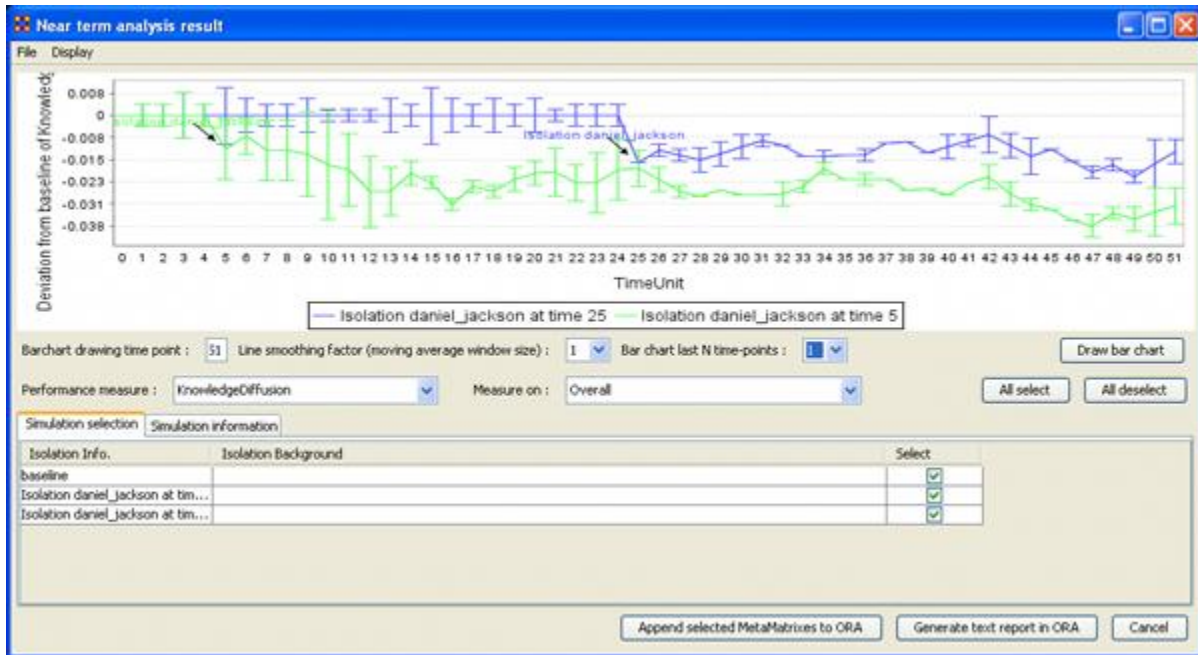 Near term analysis result
File Display
Deviation from baseline of Knowledg
0.008
0
-0.008
-0.015
-0.023
-0.031
-0.038
Isolation daniel_jackson
0 1 2 3 4 5 6 7 8 9 10 11 12 13 14 15 16 17 18 19 20 21 22 23 24 25 26 27 28 29 30 31 32 33 34 35 36 37 38 39 40 41 42 43 44 45 46 47 48 49 50 51
TimeUnit
Isolation daniel_jackson at time 25 Isolation daniel_jackson at time 5
Barchart drawing time point : 51 Line smoothing factor (moving average window size) : 1 Bar chart last N time-points : 1 Draw bar chart
Performance measure : KnowledgeDiffusion Measure on : Overall All select All deselect
Simulation selection Simulation information
Isolation Info. Isolation Background Select
baseline
Isolation daniel_jackson at tim...
Isolation daniel_jackson at tim...
Append selected MetaMatrixes to ORA Generate text report in ORA Cancel